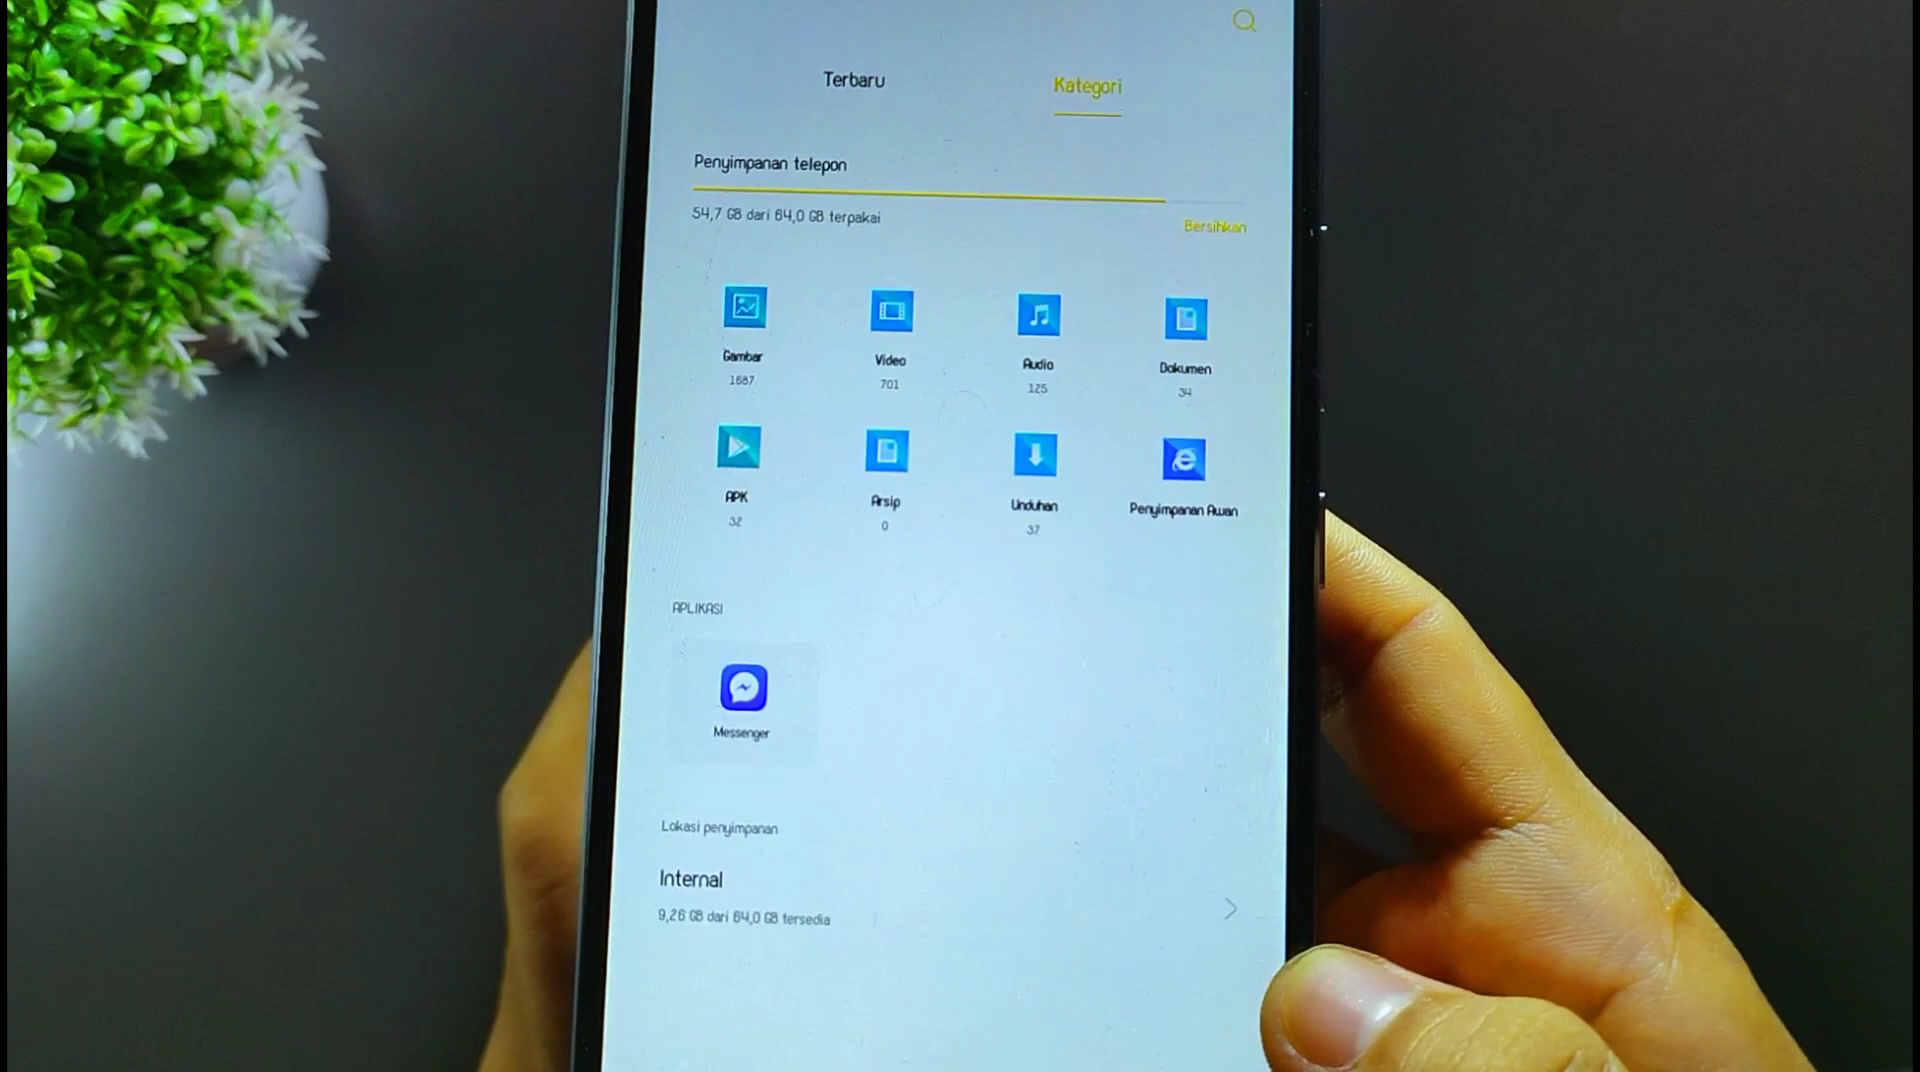 Terbaru
Kategori
Penyimpanan telepon
54,7 GB dari 64,0 GB terpakai
Bersihkan
Gambar
Video
Audio
Dokumen
1687
701
125
34
APK
Arsip
Unduhan
Penyimpanan Awan
32
0
37
APLIKASI
Messenger
Lokasi penyimpanan
Internal
9,26 GB dari 64,0 GB tersedia